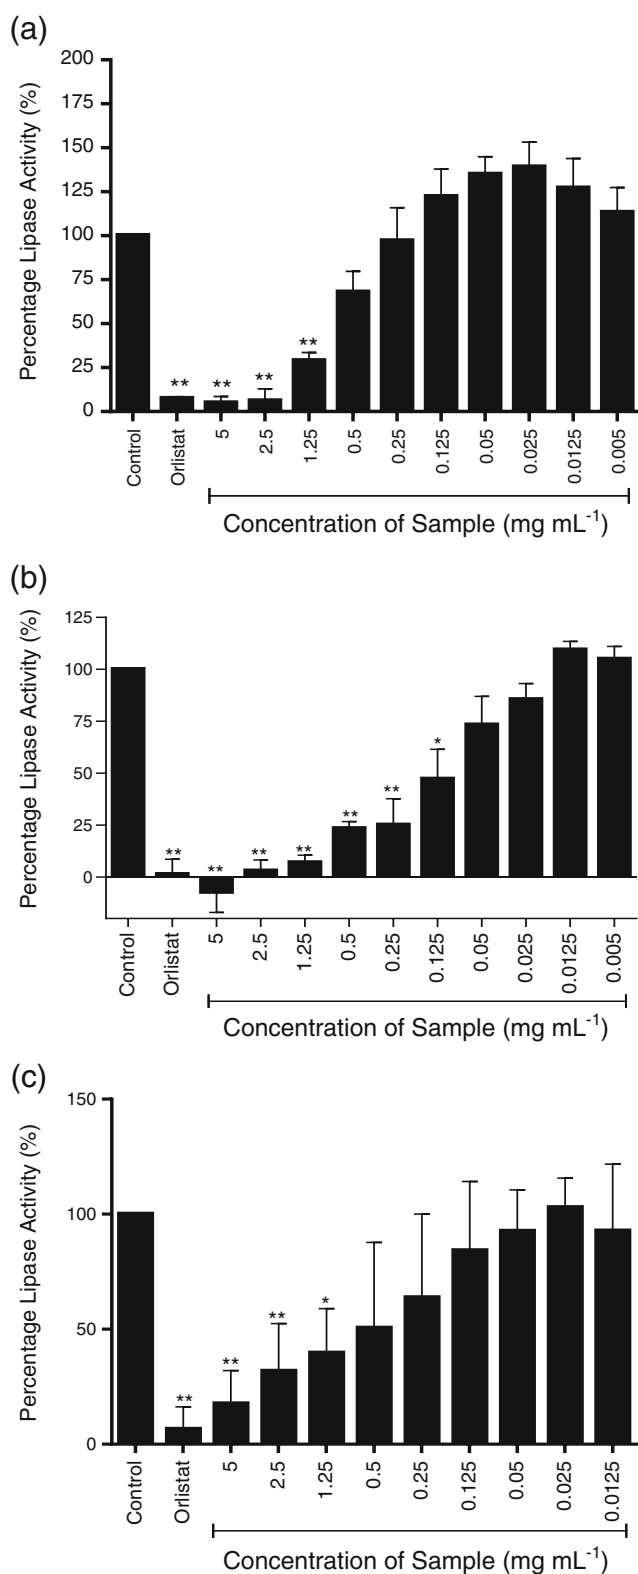 (a)
Percentage Lipase Activity (%)
200
175
150
125
100
75
50
25
0
** ** ** **
Control Orlistat 5 2.5 1.25 0.5 0.25 0.125 0.05 0.025 0.0125 0.005
Concentration of Sample (mg mL⁻¹)
(b)
Percentage Lipase Activity (%)
125
100
75
50
25
0
** ** ** ** ** ** *
Control Orlistat 5 2.5 1.25 0.5 0.25 0.125 0.05 0.025 0.0125 0.005
Concentration of Sample (mg mL⁻¹)
(c)
Percentage Lipase Activity (%)
150
100
50
0
** ** ** *
Control Orlistat 5 2.5 1.25 0.5 0.25 0.125 0.05 0.025 0.0125
Concentration of Sample (mg mL⁻¹)